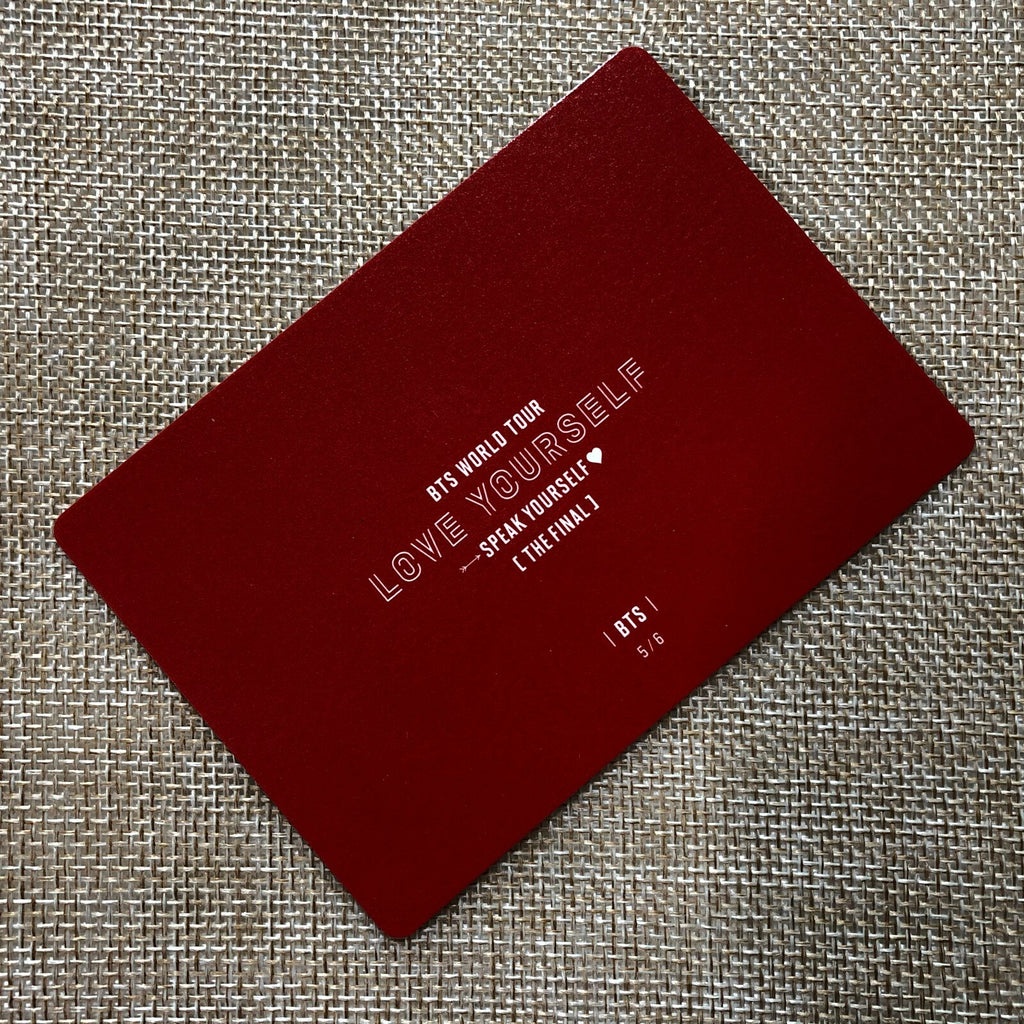 BTS WORLD TOUR
LOVE YOURSELF
SPEAK YOURSELF
[ THE FINAL ]
| BTS |
5/6